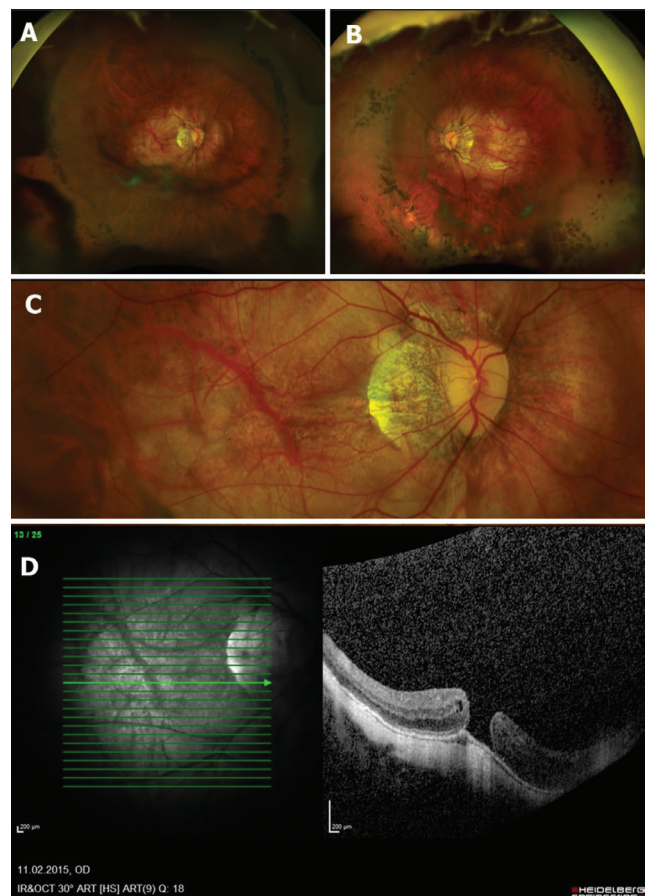 A
B
C
13 / 25
D
200 µm
200 µm
11.02.2015, OD
IR&OCT 30° ART [HS] ART(9) Q: 18
HEIDELBERG
ENGINEERING